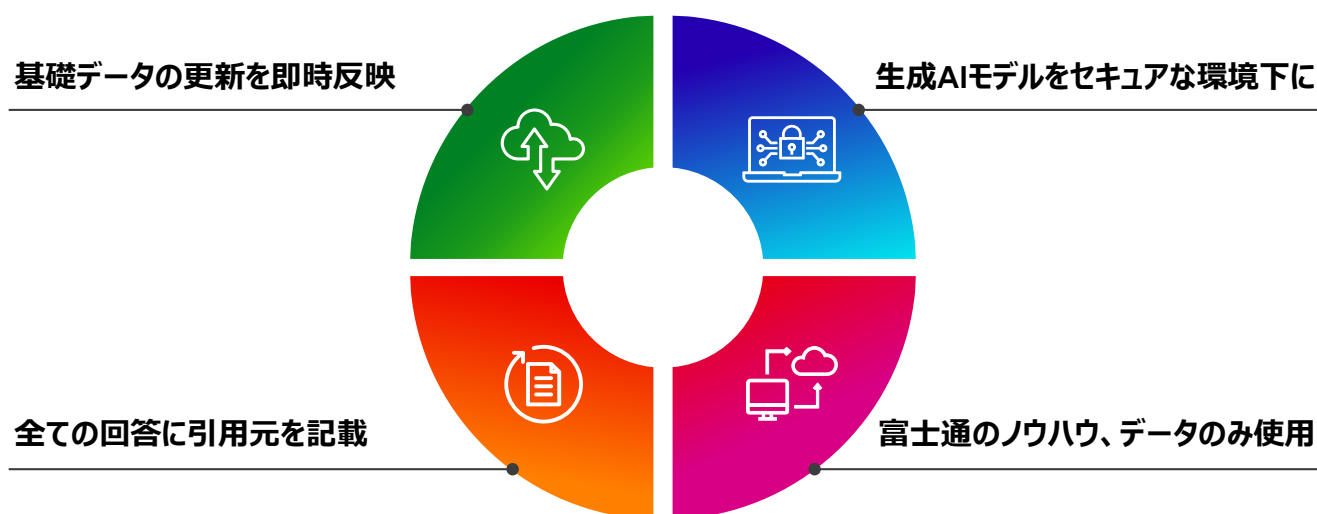 基礎データの更新を即時反映
生成AIモデルをセキュアな環境下に
全ての回答に引用元を記載
富士通のノウハウ、データのみ使用